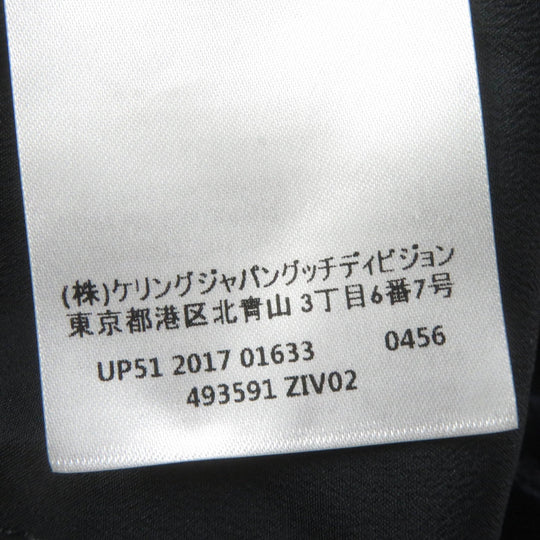 (株)ケリングジャパングッチディビジョン
東京都港区北青山 3丁目6番7号
UP51 2017 01633 0456
493591 ZIV02